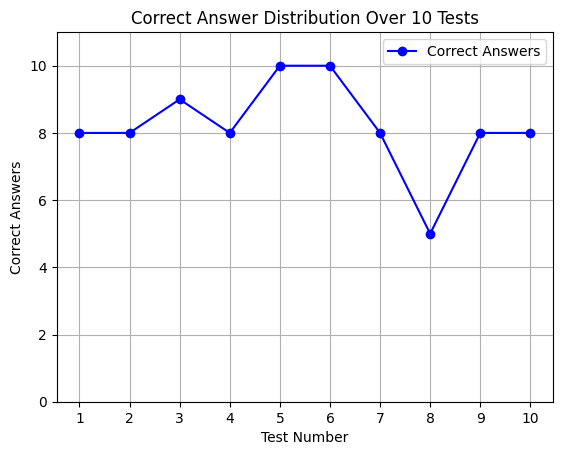 Correct Answer Distribution Over 10 Tests
Correct Answers
10
8
6
4
2
0
Correct Answers
1 2 3 4 5 6 7 8 9 10
Test Number